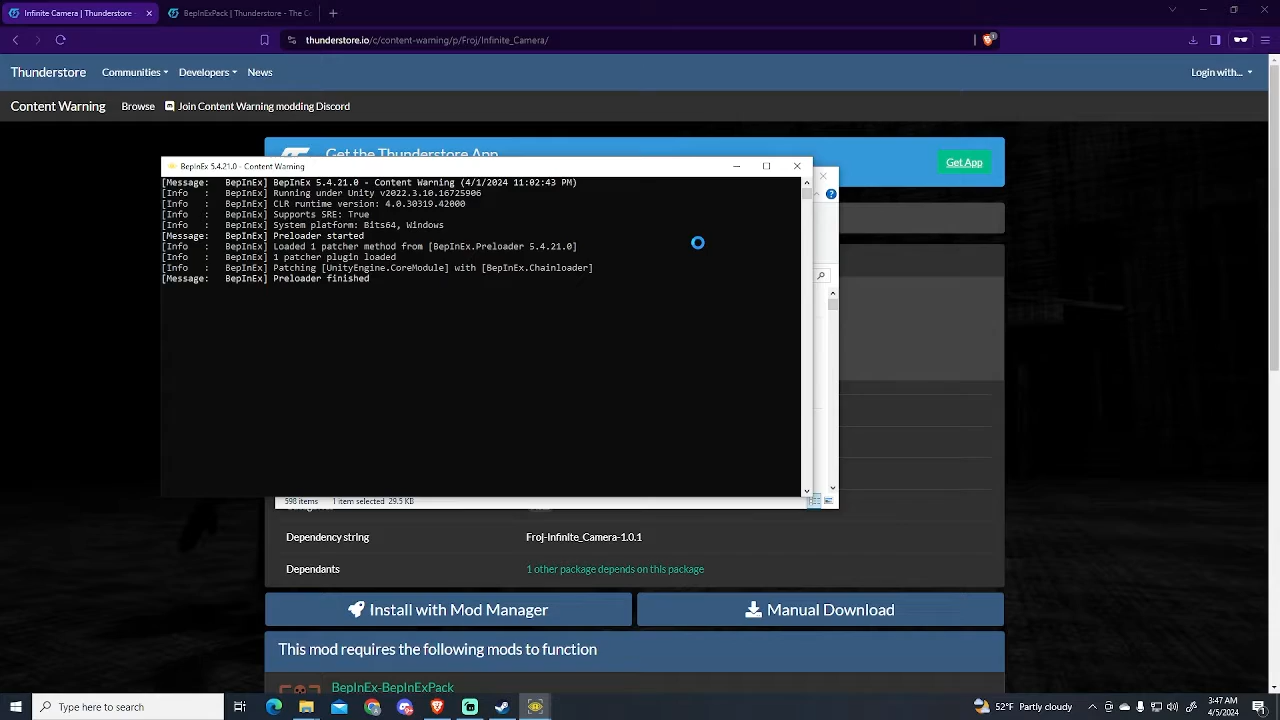 Infinite Camera | Thunderstore
BepInExPack | Thunderstore - The Co
thunderstore.io/c/content-warning/p/Froj/Infinite_Camera/
Thunderstore
Communities
Developers
News
Login with...
Content Warning
Browse
Join Content Warning modding Discord
Get the Thunderstore App
Get App
BepInEx 5.4.21.0 - Content Warning
[Message:   BepInEx] BepInEx 5.4.21.0 - Content Warning (4/1/2024 11:02:43 PM)
[Info   :   BepInEx] Running under Unity v2022.3.10.16725906
[Info   :   BepInEx] CLR runtime version: 4.0.30319.42000
[Info   :   BepInEx] Supports SRE: True
[Info   :   BepInEx] System platform: Bits64, Windows
[Message:   BepInEx] Preloader started
[Info   :   BepInEx] Loaded 1 patcher method from [BepInEx.Preloader 5.4.21.0]
[Info   :   BepInEx] 1 patcher plugin loaded
[Info   :   BepInEx] Patching [UnityEngine.CoreModule] with [BepInEx.Chainloader]
[Message:   BepInEx] Preloader finished
598 items 1 item selected 29.5 KB
Dependency string
Froj-Infinite_Camera-1.0.1
Dependants
1 other package depends on this package
Install with Mod Manager
Manual Download
This mod requires the following mods to function
BepInEx-BepInExPack
Type here to search
52°F Partly cloudy
3:47 AM
4/5/2024